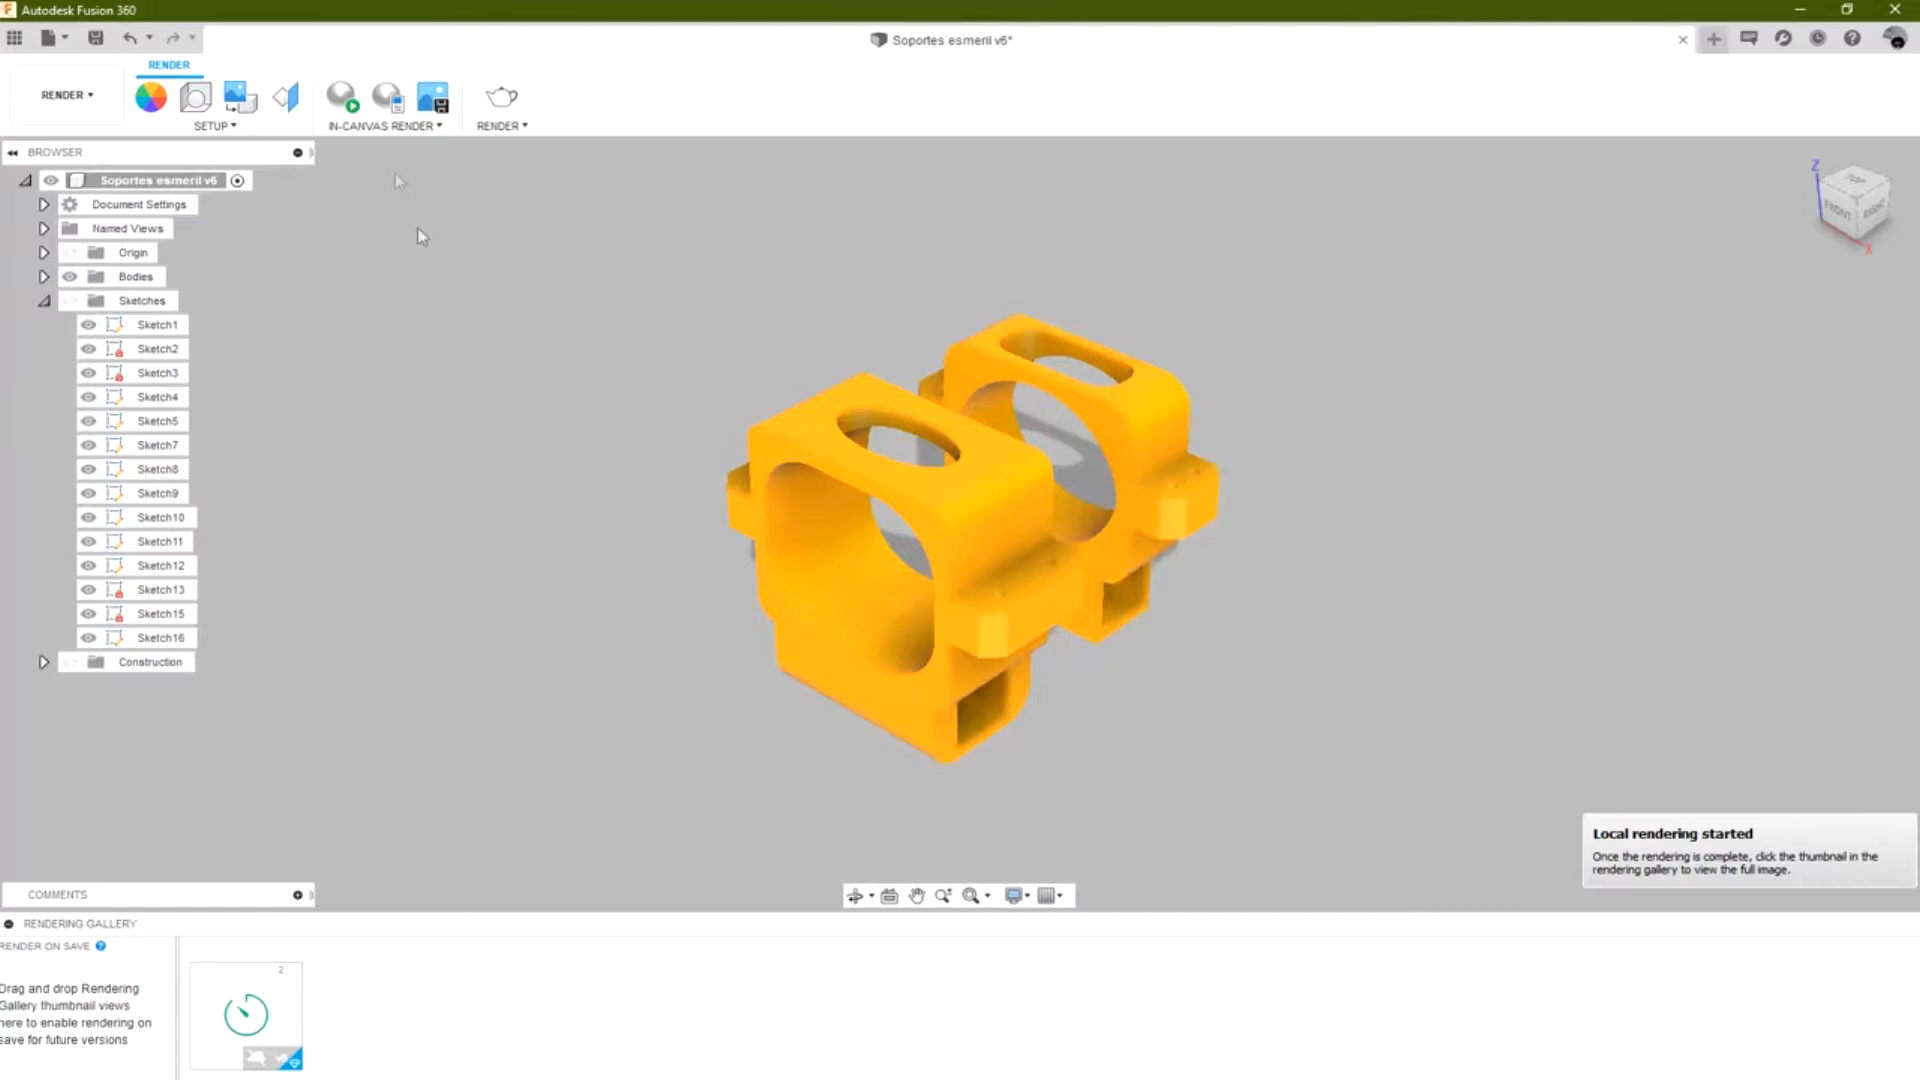 Autodesk Fusion 360
Soportes esmeril v6*
RENDER
RENDER
SETUP
IN-CANVAS RENDER
RENDER
BROWSER
Soportes esmeril v6
Document Settings
Named Views
Origin
Bodies
Sketches
Sketch1
Sketch2
Sketch3
Sketch4
Sketch5
Sketch7
Sketch8
Sketch9
Sketch10
Sketch11
Sketch12
Sketch13
Sketch15
Sketch16
Construction
Z
TOP
FRONT
RIGHT
X
Local rendering started
Once the rendering is complete, click the thumbnail in the
rendering gallery to view the full image.
COMMENTS
RENDERING GALLERY
RENDER ON SAVE
2
Drag and drop Rendering
Gallery thumbnail views
here to enable rendering on
save for future versions